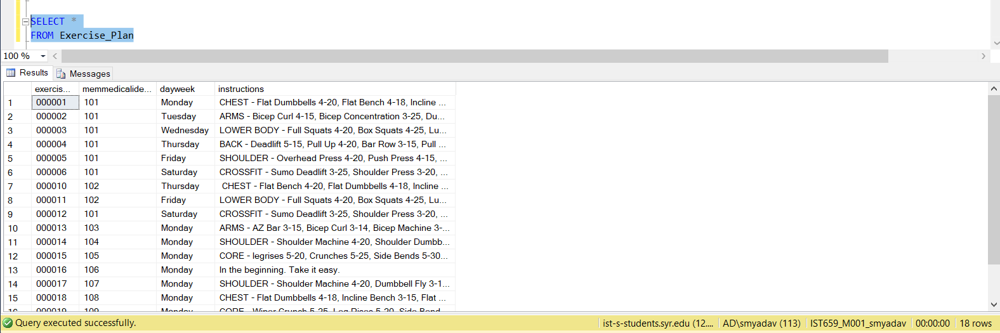 SELECT *
FROM Exercise_Plan
100 %
Results Messages
exercis... memmedicalide... dayweek instructions
1 000001 101 Monday CHEST - Flat Dumbbells 4-20, Flat Bench 4-18, Incline ...
2 000002 101 Tuesday ARMS - Bicep Curl 4-15, Bicep Concentration 3-25, Du...
3 000003 101 Wednesday LOWER BODY - Full Squats 4-20, Box Squats 4-25, Lu...
4 000004 101 Thursday BACK - Deadlift 5-15, Pull Up 4-20, Bar Row 3-15, Pull ...
5 000005 101 Friday SHOULDER - Overhead Press 4-20, Push Press 4-15, ...
6 000006 101 Saturday CROSSFIT - Sumo Deadlift 3-25, Shoulder Press 3-20, ...
7 000010 102 Thursday CHEST - Flat Bench 4-20, Flat Dumbbells 4-18, Incline ...
8 000011 102 Friday LOWER BODY - Full Squats 4-20, Box Squats 4-25, Lu...
9 000012 101 Saturday CROSSFIT - Sumo Deadlift 3-25, Shoulder Press 3-20, ...
10 000013 103 Monday ARMS - AZ Bar 3-15, Bicep Curl 3-14, Bicep Machine 3-...
11 000014 104 Monday SHOULDER - Shoulder Machine 4-20, Shoulder Dumbb...
12 000015 105 Monday CORE - legrises 5-20, Crunches 5-25, Side Bends 5-30...
13 000016 106 Monday In the beginning. Take it easy.
14 000017 107 Monday SHOULDER - Shoulder Machine 4-20, Dumbbell Fly 3-1...
15 000018 108 Monday CHEST - Flat Dumbbells 4-18, Incline Bench 3-15, Flat ...
16 000019 109 Monday CORE - Wiper Crunch 5-25, Leg Rises 5-20, Side Bend...
Query executed successfully. ist-s-students.syr.edu (12.... AD\smyadav (113) IST659_M001_smyadav 00:00:00 18 rows